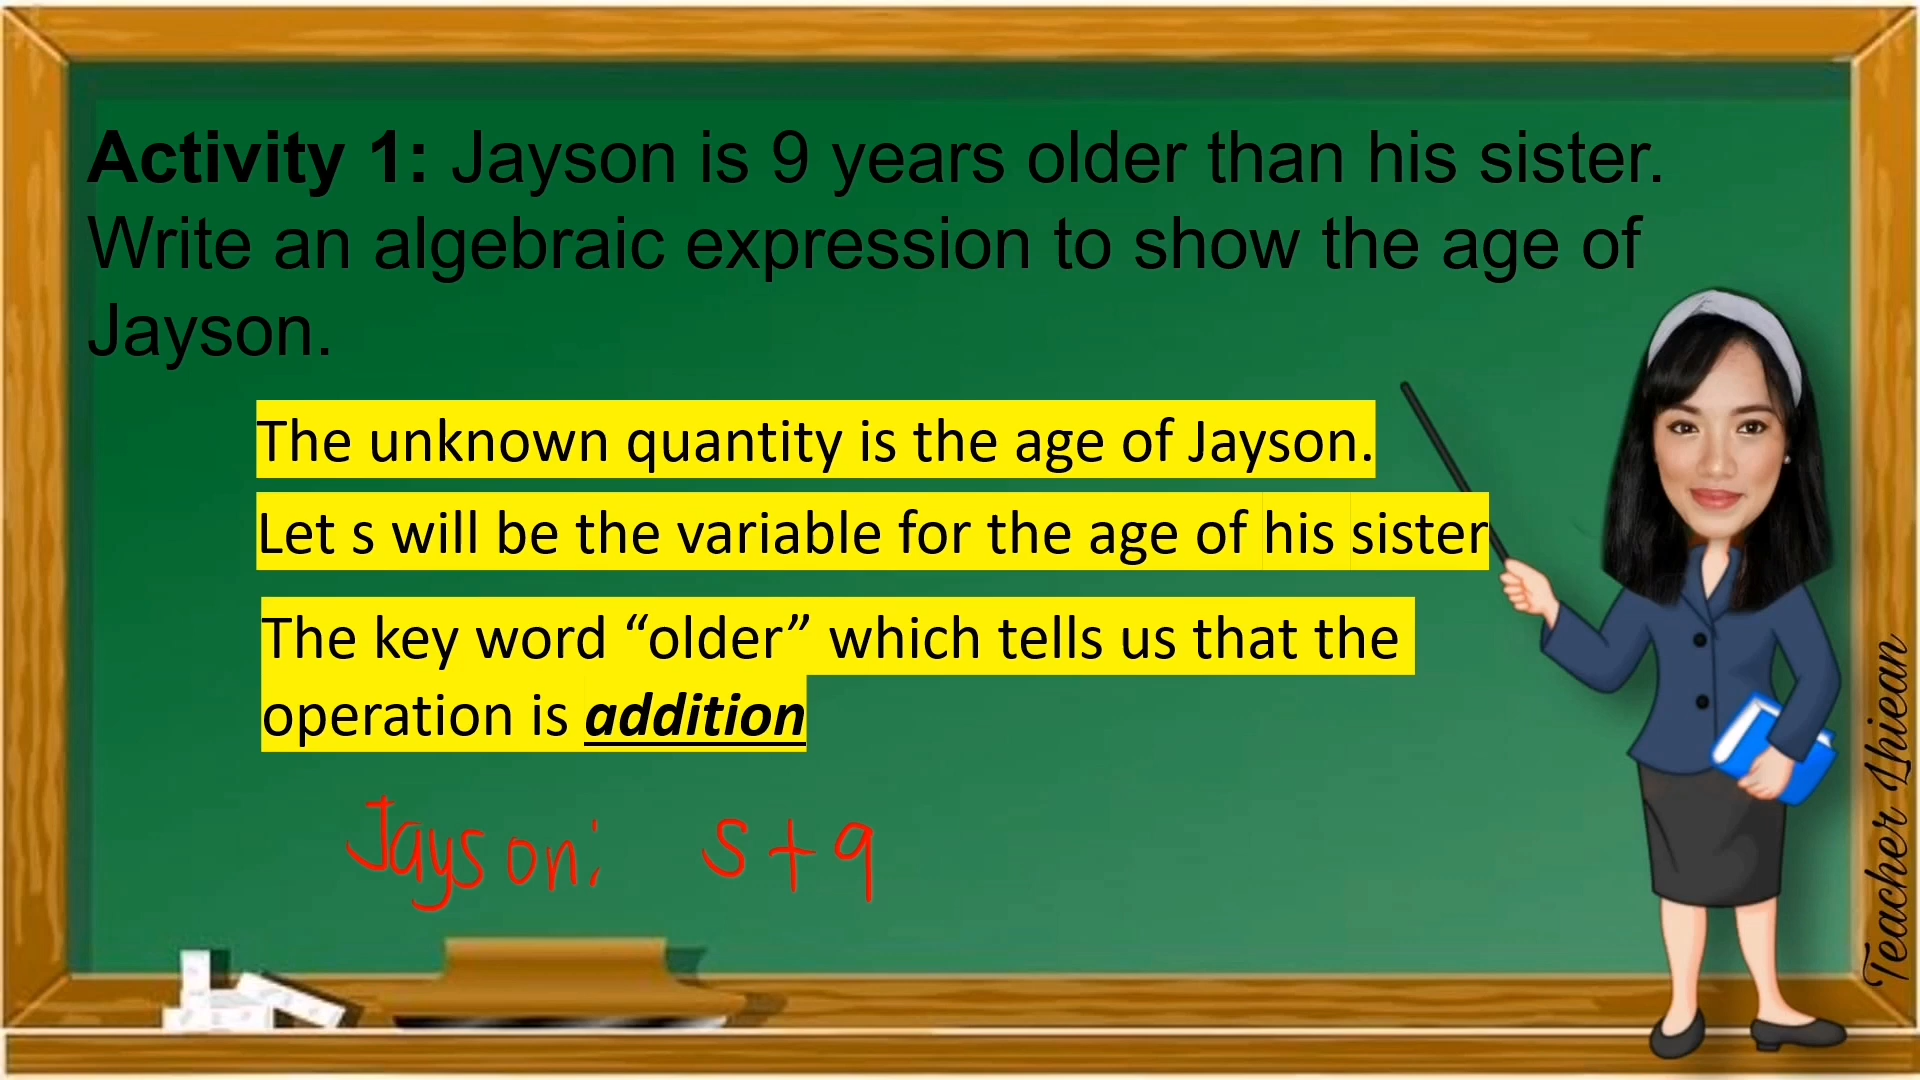 Activity 1: Jayson is 9 years older than his sister.
Write an algebraic expression to show the age of
Jayson.
The unknown quantity is the age of Jayson.
Let s will be the variable for the age of his sister
The key word “older” which tells us that the
operation is addition
Jayson: s+9
Teacher Lhiean